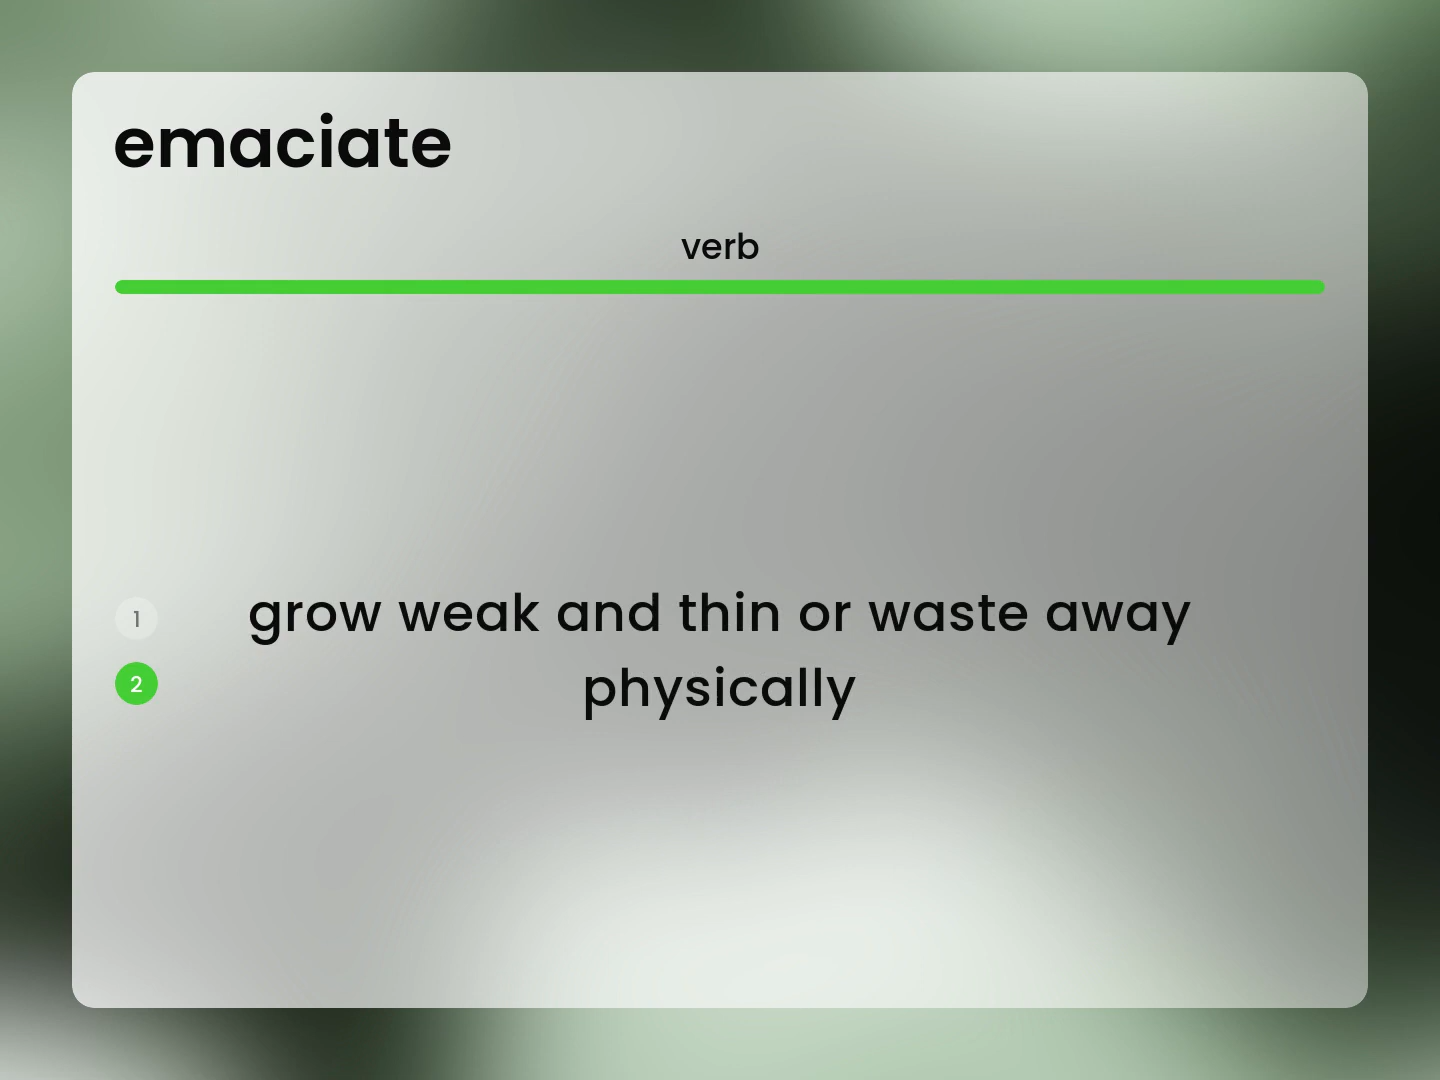 emaciate
verb
1
2
grow weak and thin or waste away
physically